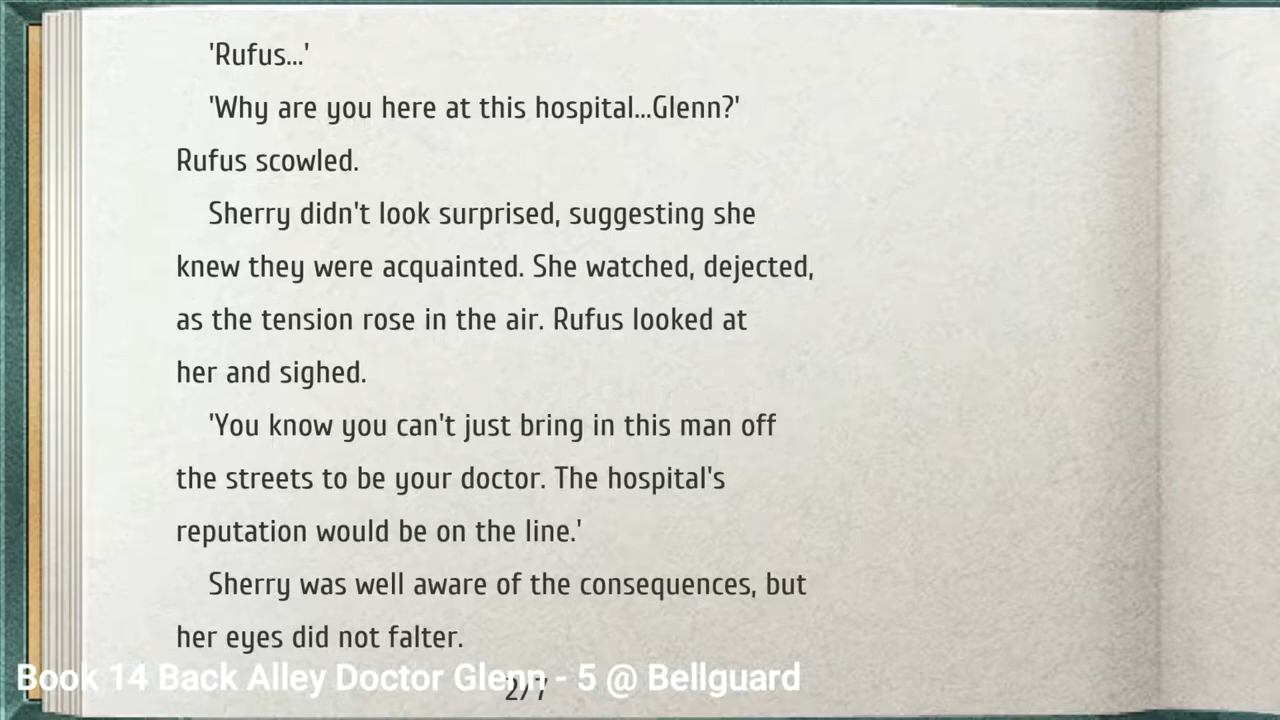 'Rufus...'
'Why are you here at this hospital...Glenn?'
Rufus scowled.
Sherry didn't look surprised, suggesting she
knew they were acquainted. She watched, dejected,
as the tension rose in the air. Rufus looked at
her and sighed.
'You know you can't just bring in this man off
the streets to be your doctor. The hospital's
reputation would be on the line.'
Sherry was well aware of the consequences, but
her eyes did not falter.
Book 14 Back Alley Doctor Glenn - 5 @ Bellguard
2/7